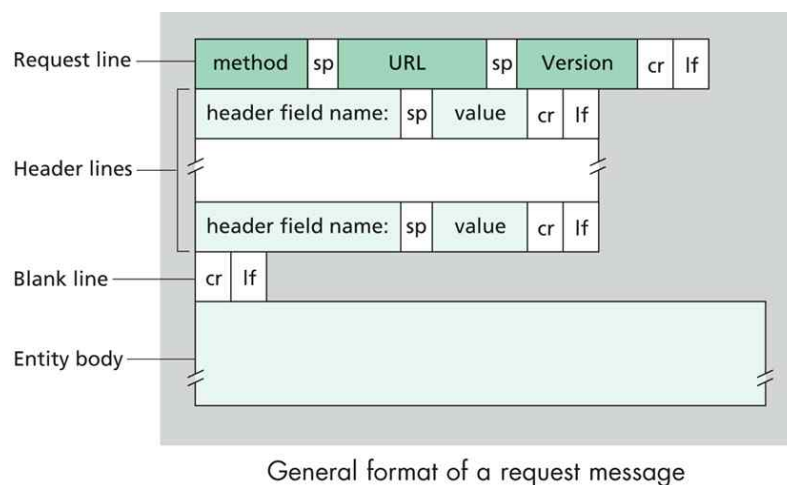 Request line
method sp URL sp Version cr lf
header field name: sp value cr lf
Header lines
header field name: sp value cr lf
Blank line
cr lf
Entity body
General format of a request message